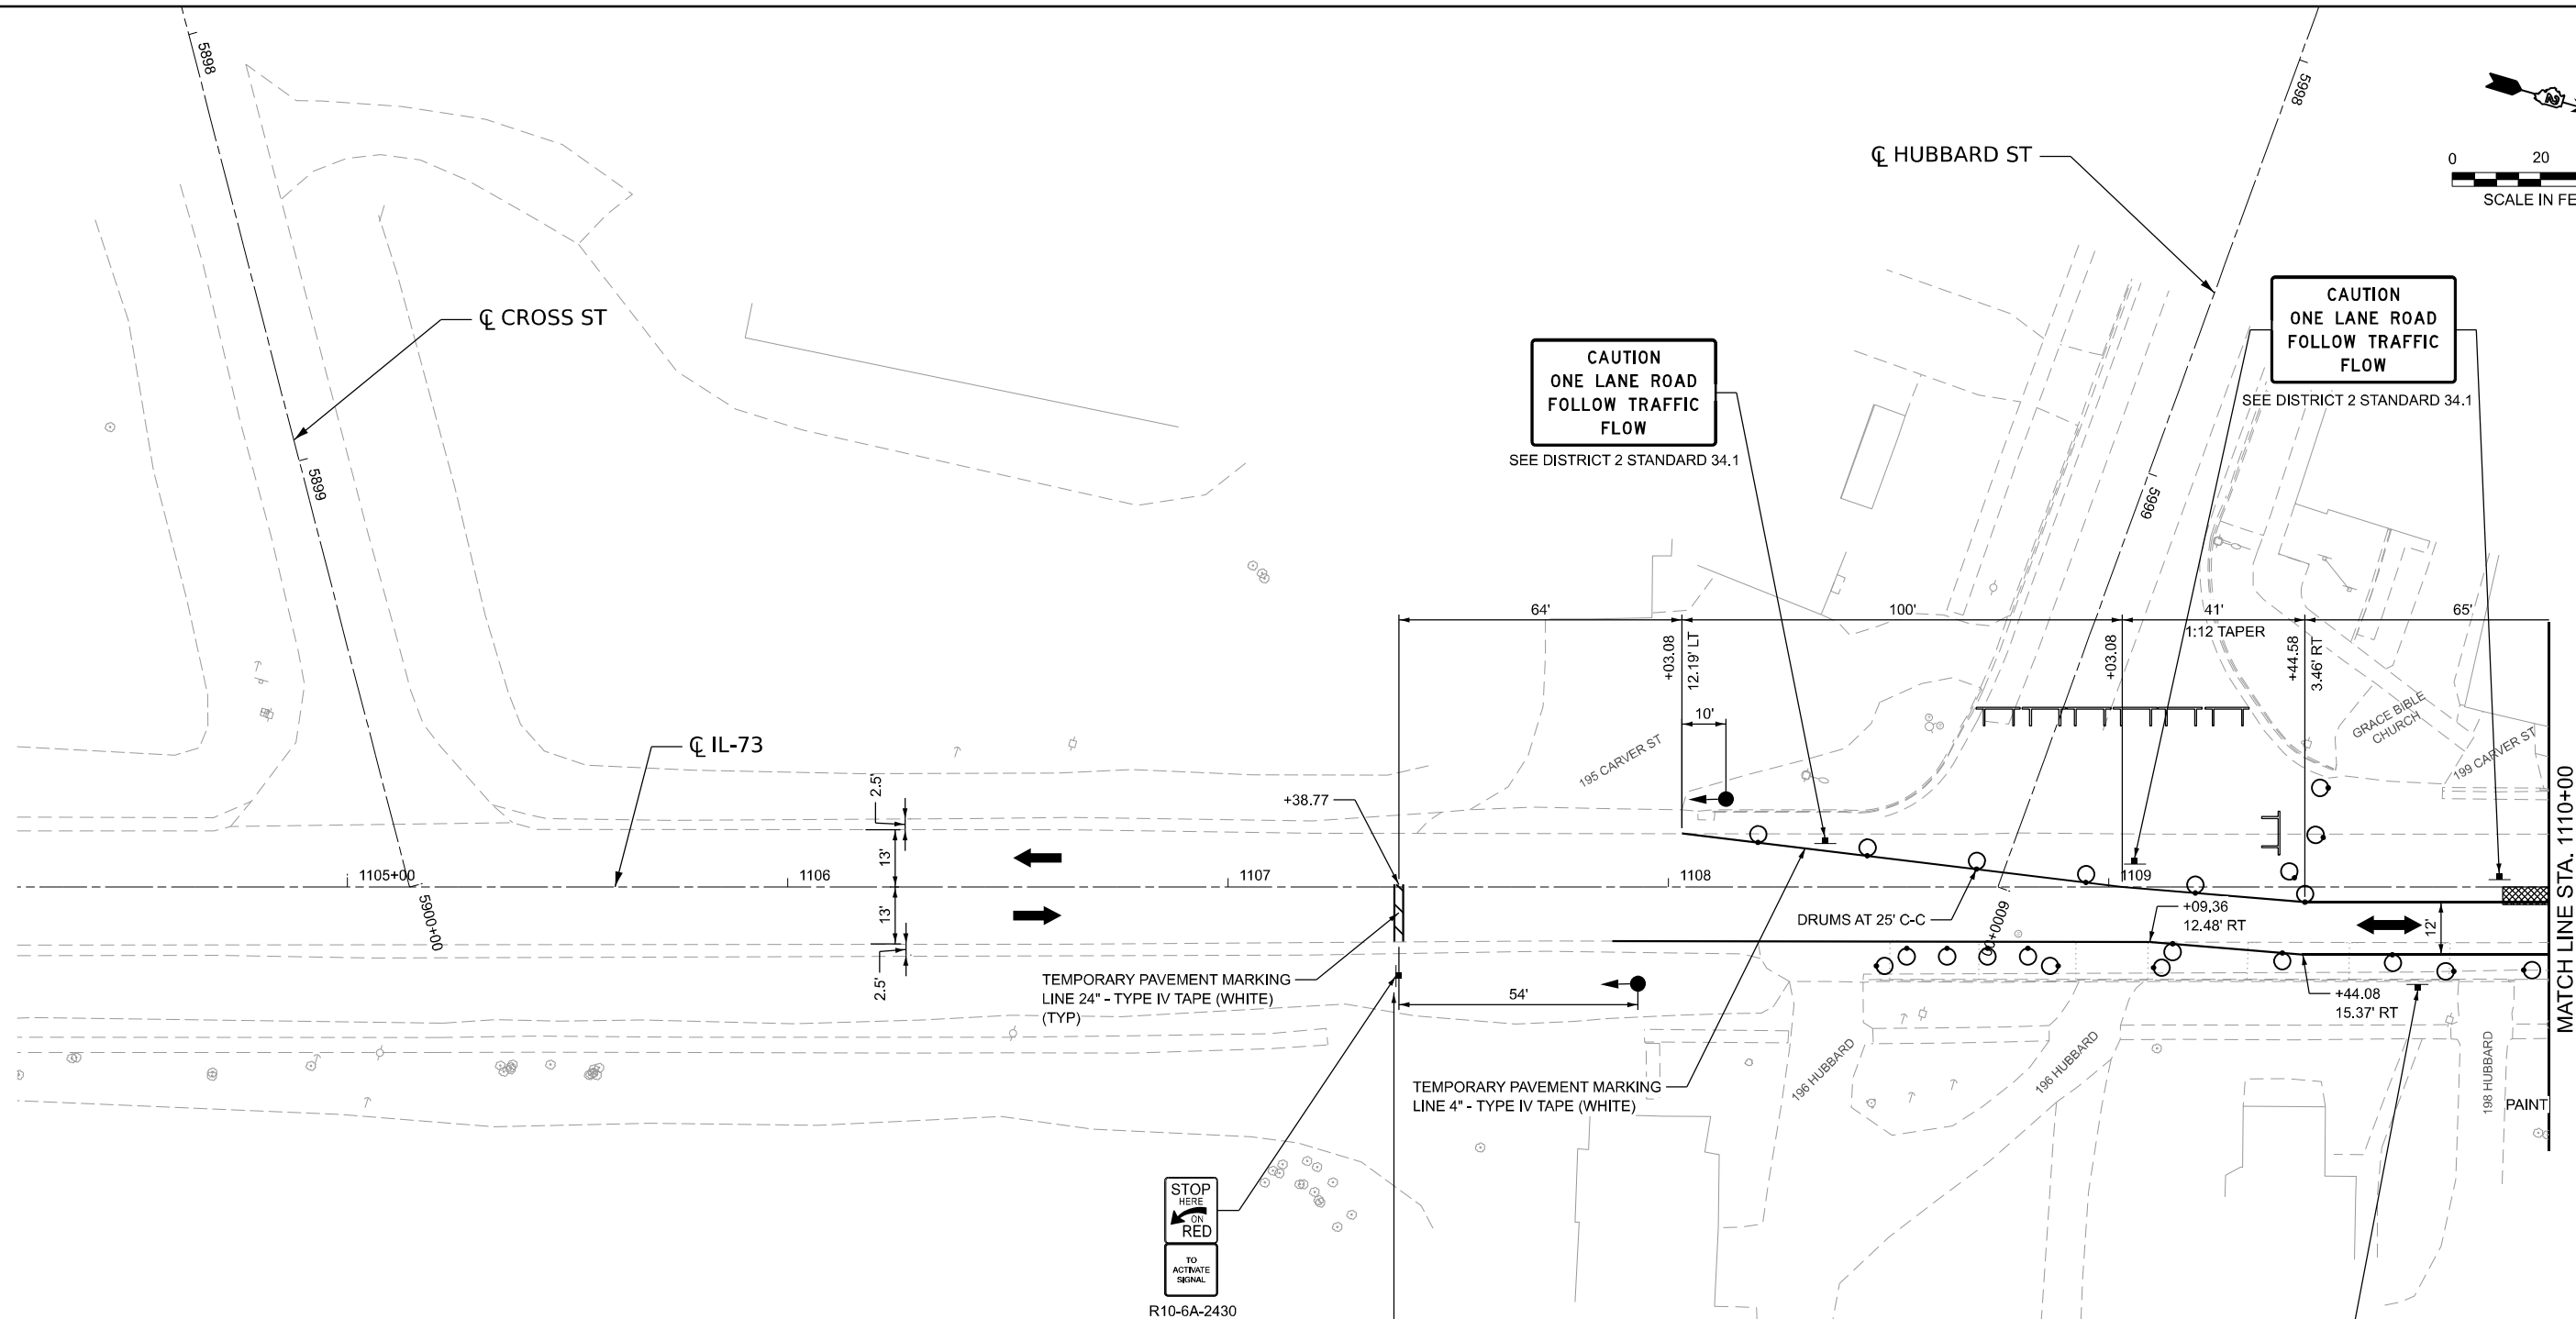 5898
5998
℄ HUBBARD ST
2
0 20
SCALE IN FE
CAUTION
ONE LANE ROAD
FOLLOW TRAFFIC
FLOW
SEE DISTRICT 2 STANDARD 34.1
℄ CROSS ST
CAUTION
ONE LANE ROAD
FOLLOW TRAFFIC
FLOW
SEE DISTRICT 2 STANDARD 34.1
5899
5999
64'
100'
41'
65'
1:12 TAPER
+03.08
12.19' LT
+03.08
+44.58
3.46' RT
GRACE BIBLE
CHURCH
10'
195 CARVER ST
199 CARVER ST
℄ IL-73
2.5'
+38.77
13'
1105+00
1106
1107
1108
1109
13'
5900+00
6000+00
DRUMS AT 25' C-C
+09.36
12.48' RT
12'
MATCH LINE STA. 1110+00
2.5'
TEMPORARY PAVEMENT MARKING
LINE 24" - TYPE IV TAPE (WHITE)
(TYP)
54'
+44.08
15.37' RT
196 HUBBARD
196 HUBBARD
198 HUBBARD
TEMPORARY PAVEMENT MARKING
LINE 4" - TYPE IV TAPE (WHITE)
PAINT
STOP
HERE
ON
RED
TO
ACTIVATE
SIGNAL
R10-6A-2430